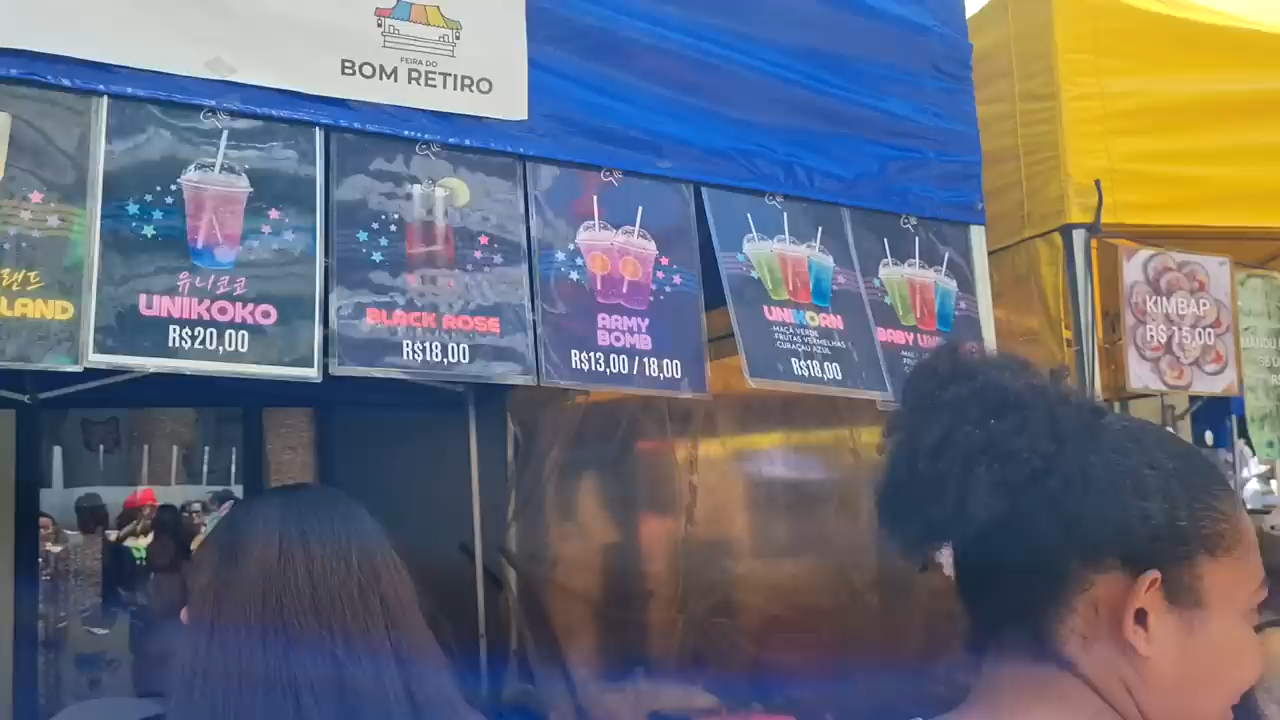 FEIRA DO
BOM RETIRO
랜드
LAND
유니코코
UNIKOKO
R$20,00
BLACK ROSE
R$18,00
ARMY
BOMB
R$13,00 / 18,00
UNIKORN
-MAÇÃ VERDE
-FRUTAS VERMELHAS
-CURAÇAU AZUL
R$18,00
BABY
KIMBAP
R$15,00